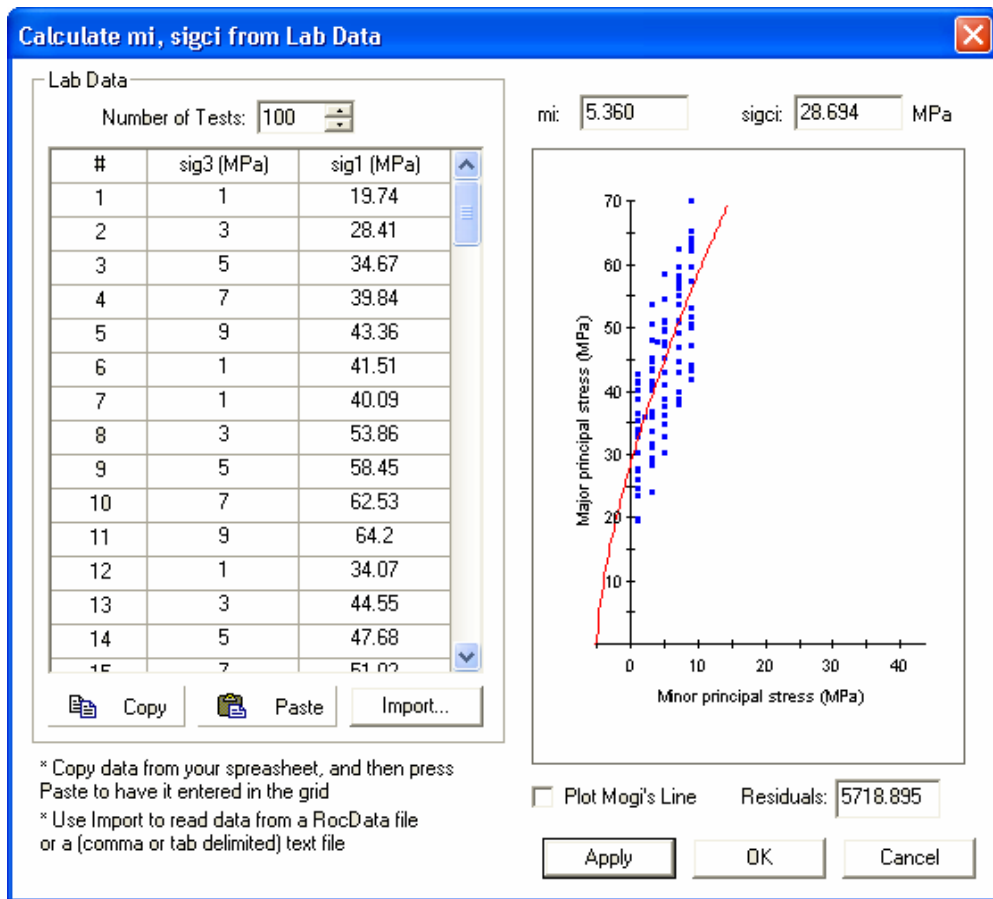 Calculate mi, sigci from Lab Data
Lab Data
Number of Tests: 100
# sig3 (MPa) sig1 (MPa)
1 1 19.74
2 3 28.41
3 5 34.67
4 7 39.84
5 9 43.36
6 1 41.51
7 1 40.09
8 3 53.86
9 5 58.45
10 7 62.53
11 9 64.2
12 1 34.07
13 3 44.55
14 5 47.68
15 7 51.02
Copy Paste Import...
* Copy data from your spreasheet, and then press
Paste to have it entered in the grid
* Use Import to read data from a RocData file
or a (comma or tab delimited) text file
mi: 5.360 sigci: 28.694 MPa
Major principal stress (MPa)
70
60
50
40
30
20
10
0 10 20 30 40
Minor principal stress (MPa)
Plot Mogi's Line Residuals: 5718.895
Apply OK Cancel